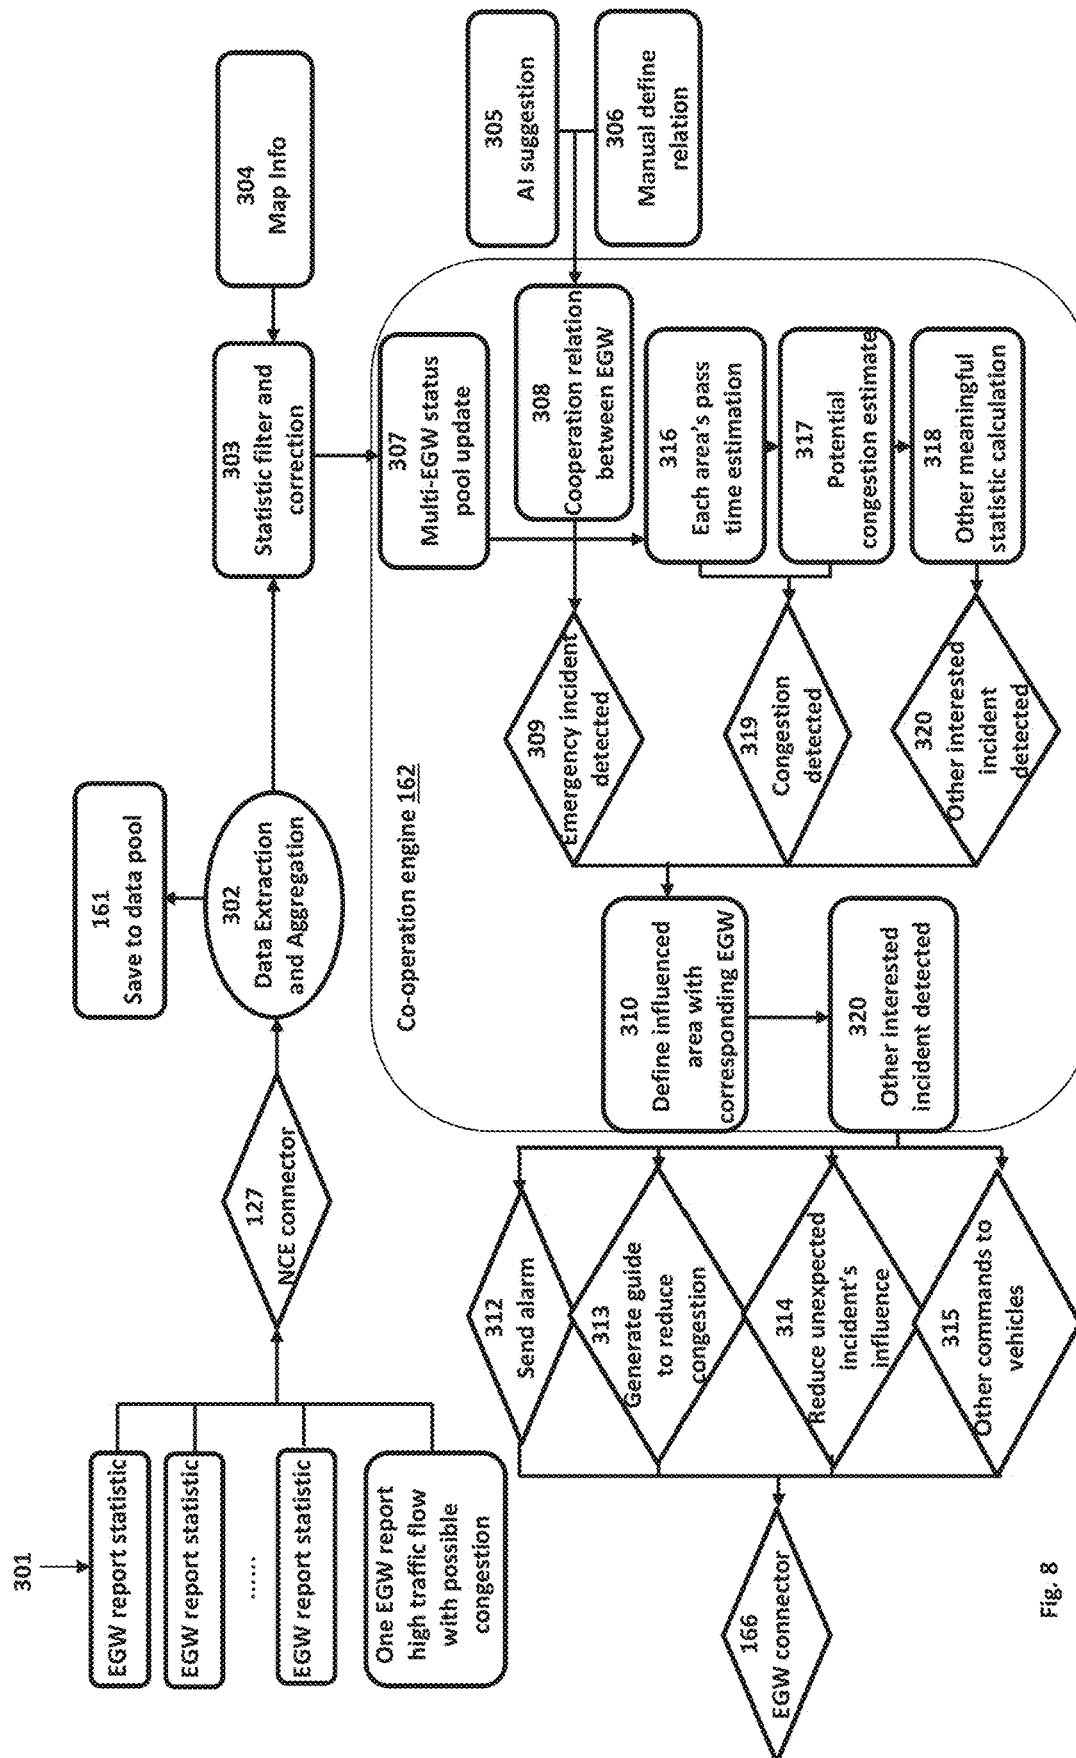 301
EGW report statistic
EGW report statistic
......
EGW report statistic
One EGW report
high traffic flow
with possible
congestion
127
NCE connector
161
Save to data pool
302
Data Extraction
and Aggregation
303
Statistic filter and
correction
304
Map Info
305
AI suggestion
306
Manual define
relation
Co-operation engine 162
307
Multi-EGW status
pool update
308
Cooperation relation
between EGW
309
Emergency incident
detected
316
Each area's pass
time estimation
317
Potential
congestion estimate
318
Other meaningful
statistic calculation
319
Congestion
detected
320
Other interested
incident
detected
310
Define influenced
area with
corresponding EGW
320
Other interested
incident detected
312
Send alarm
313
Generate guide
to reduce
congestion
314
Reduce unexpected
incident's
influence
315
Other commands to
vehicles
166
EGW connector
Fig. 8